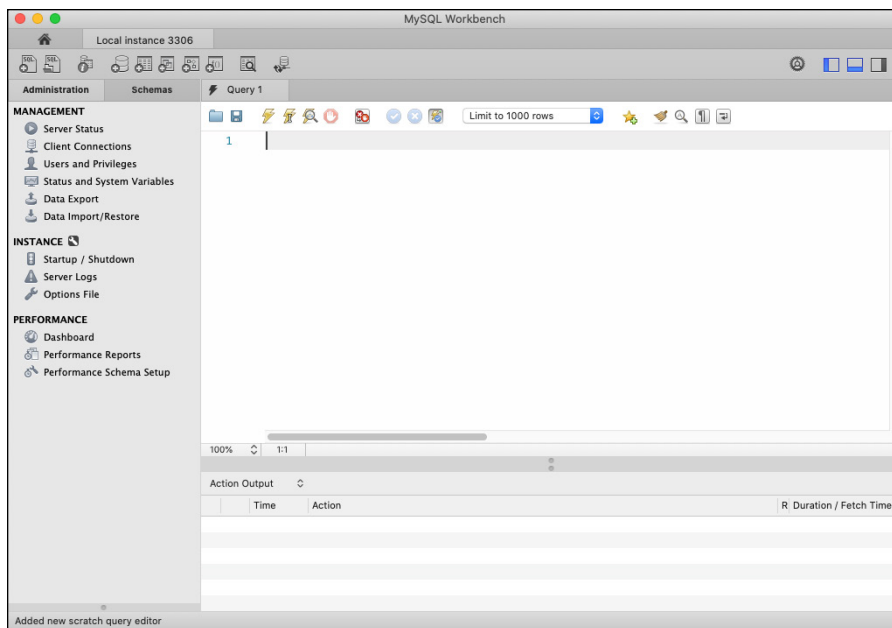 MySQL Workbench
Local instance 3306
SQL SQL
Administration Schemas Query 1
MANAGEMENT
Server Status
Client Connections
Users and Privileges
Status and System Variables
Data Export
Data Import/Restore
INSTANCE
Startup / Shutdown
Server Logs
Options File
PERFORMANCE
Dashboard
Performance Reports
Performance Schema Setup
Limit to 1000 rows
1
100% 1:1
Action Output
Time Action R Duration / Fetch Time
Added new scratch query editor